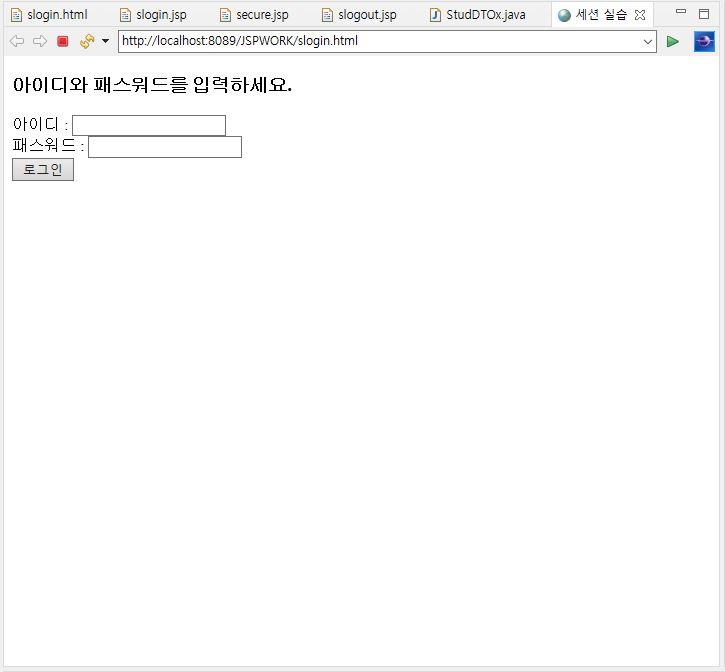 slogin.html slogin.jsp secure.jsp slogout.jsp StudDTOx.java 세션 실습
http://localhost:8089/JSPWORK/slogin.html
아이디와 패스워드를 입력하세요.
아이디 :
패스워드 :
로그인